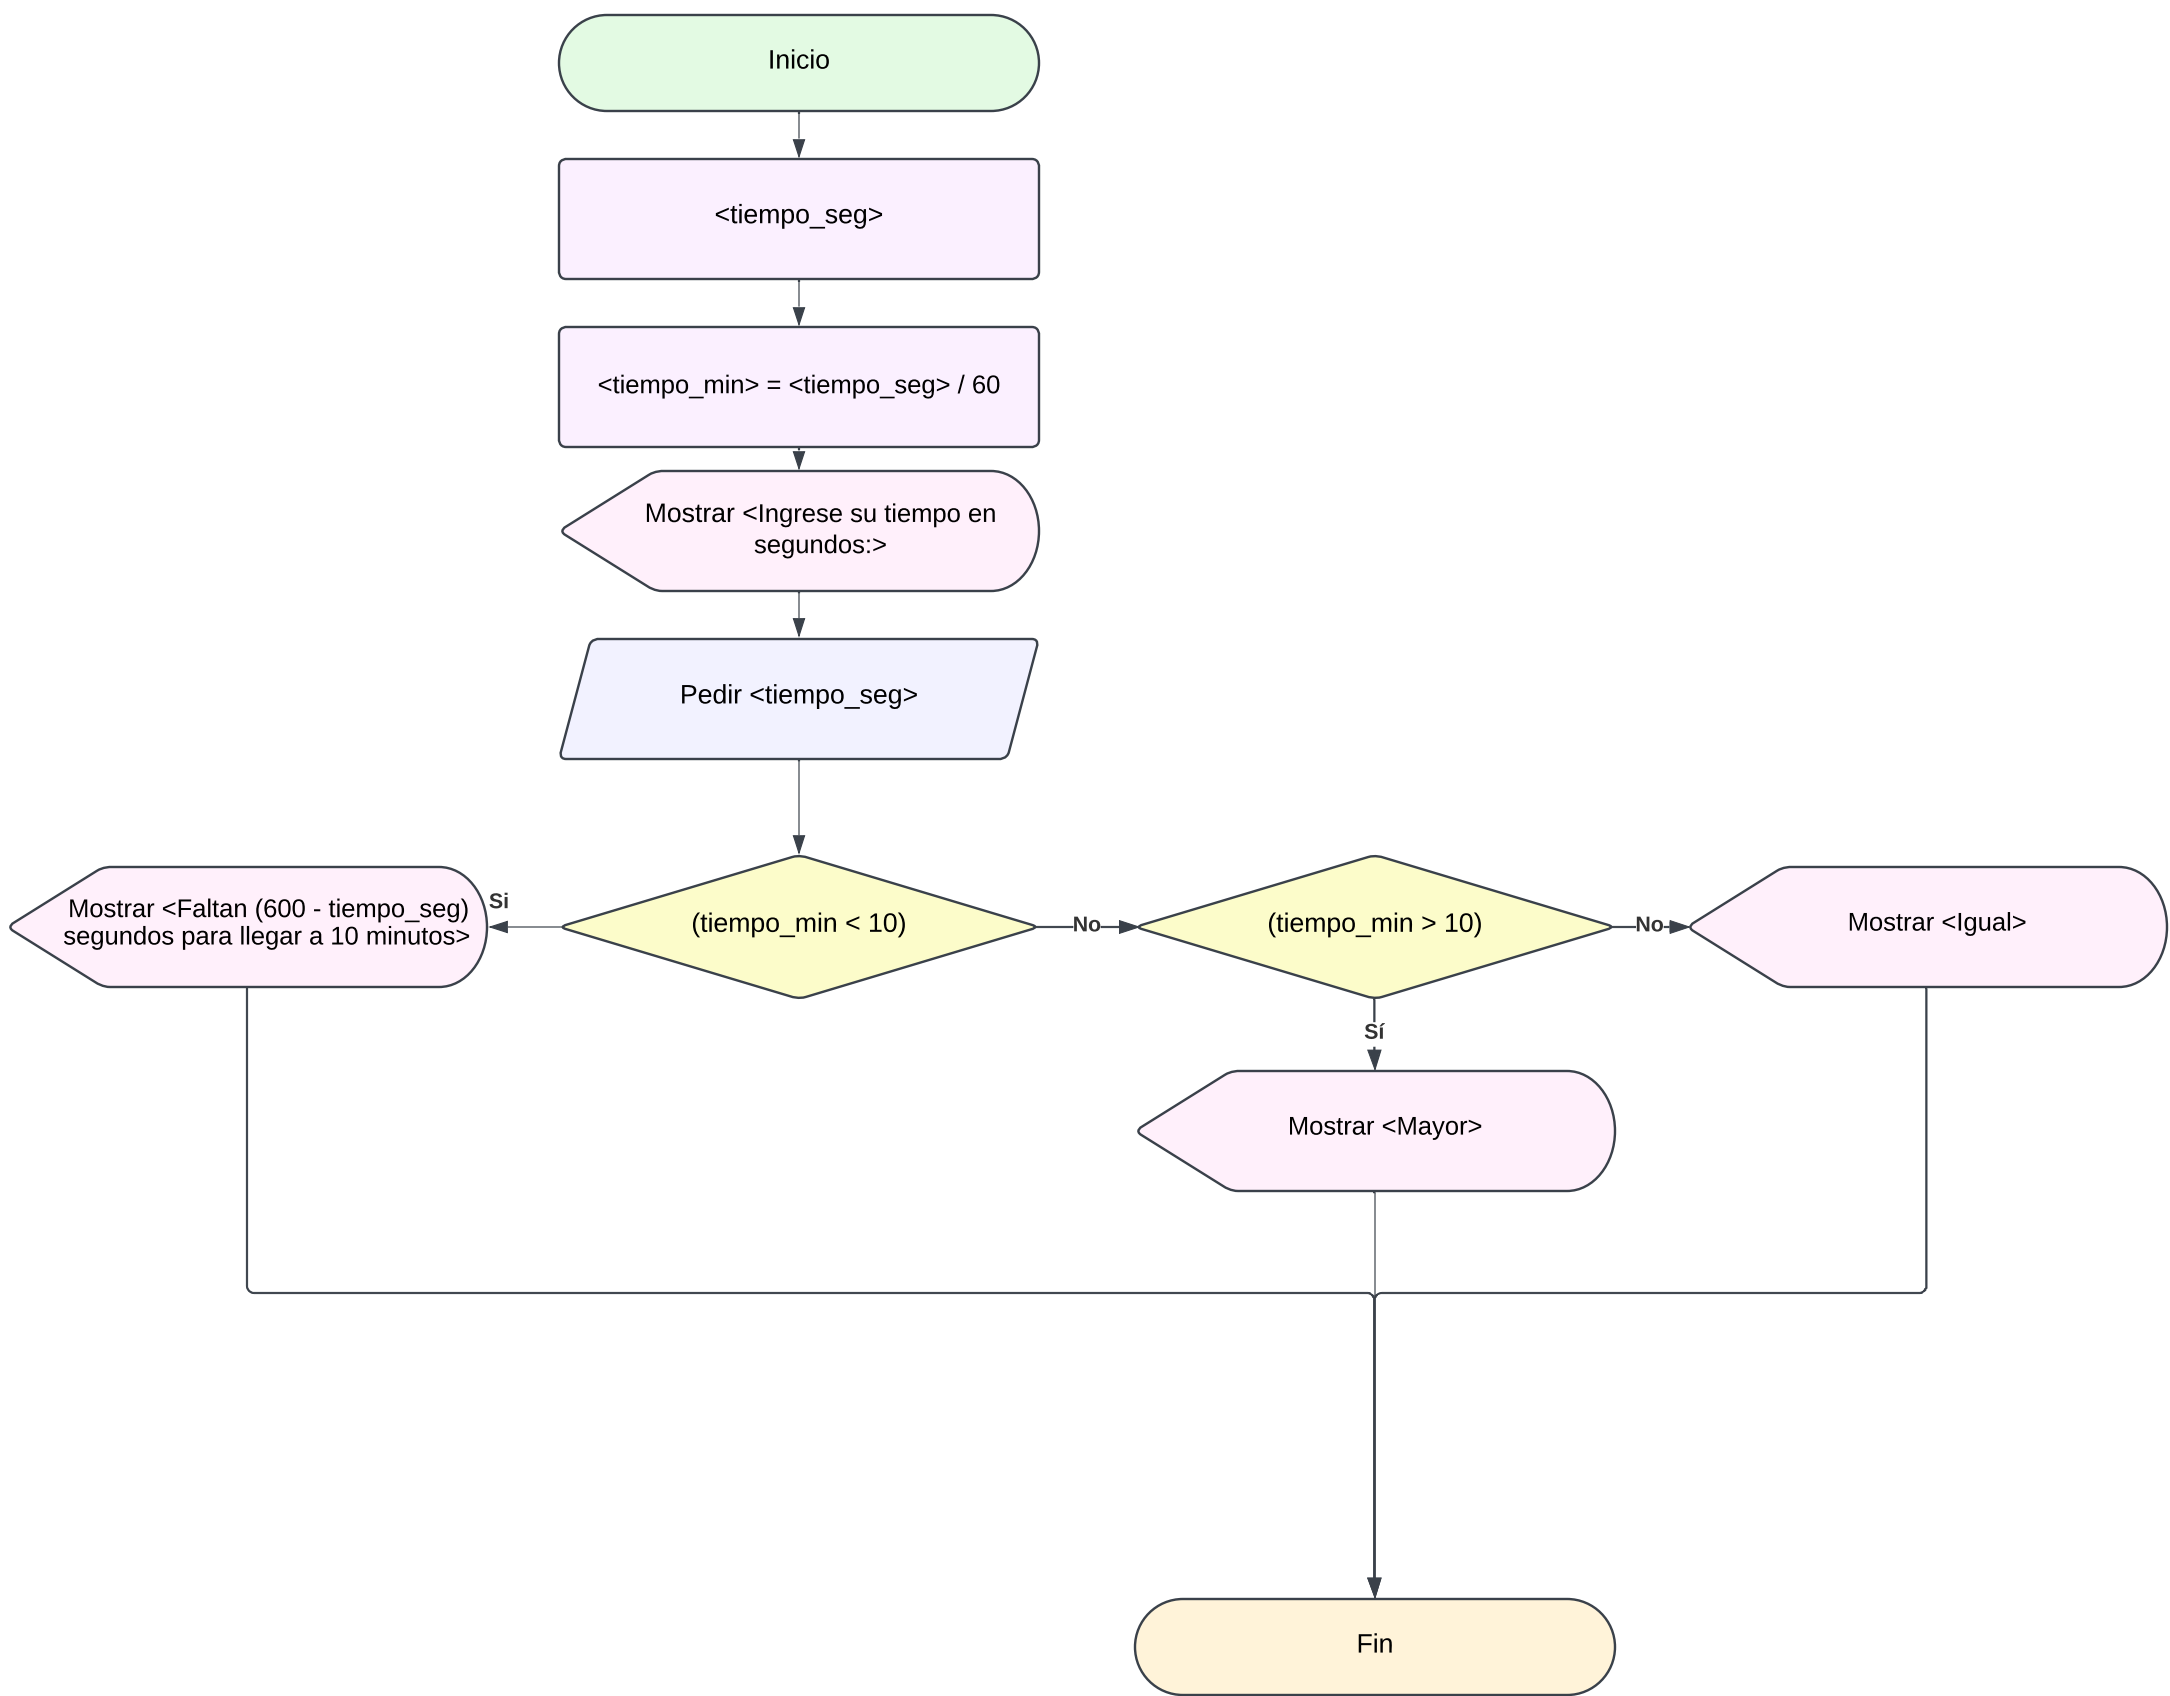 Inicio
<tiempo_seg>
<tiempo_min> = <tiempo_seg> / 60
Mostrar <Ingrese su tiempo en
segundos:>
Pedir <tiempo_seg>
Mostrar <Faltan (600 - tiempo_seg)
segundos para llegar a 10 minutos>
Si
(tiempo_min < 10)
No
(tiempo_min > 10)
No
Mostrar <Igual>
Sí
Mostrar <Mayor>
Fin